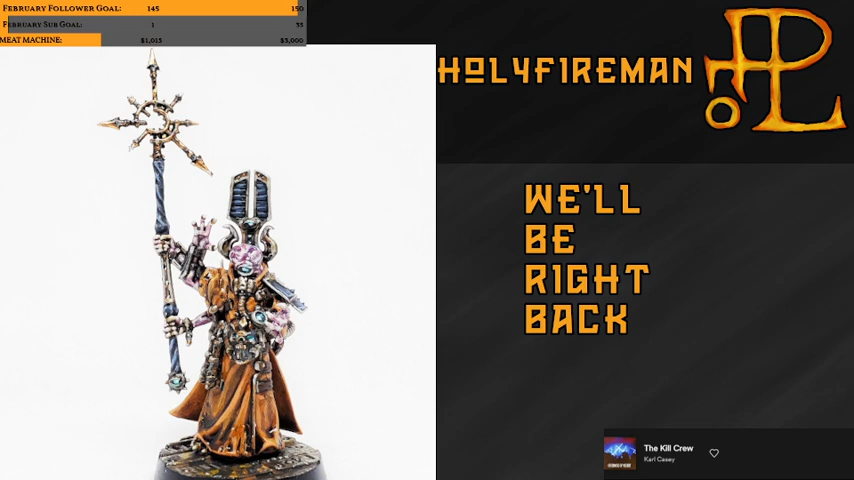 February Follower Goal: 145 150
February Sub Goal: 1 35
Meat Machine: $1,015 $3,000
HOLYFIREMAN
WE'LL
BE
RIGHT
BACK
The Kill Crew
Karl Casey